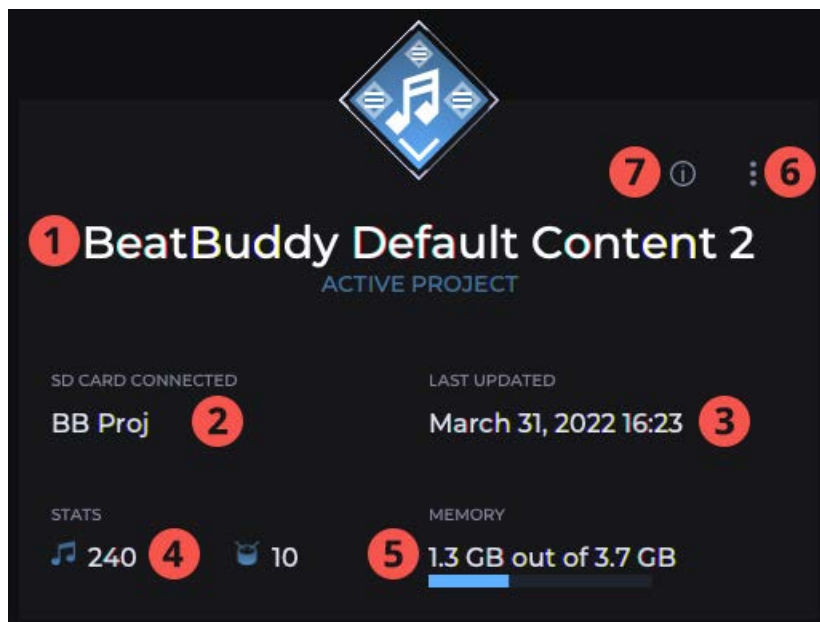 7 6
1 BeatBuddy Default Content 2
ACTIVE PROJECT
SD CARD CONNECTED
BB Proj 2
LAST UPDATED
March 31, 2022 16:23 3
STATS
240 4 10
MEMORY
5 1.3 GB out of 3.7 GB